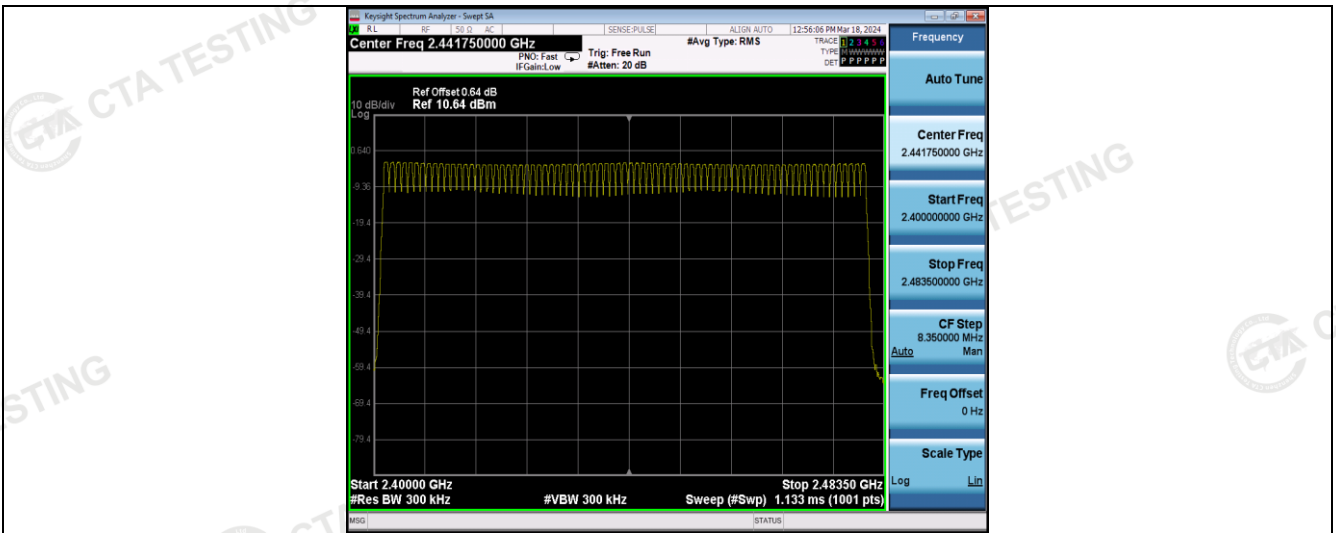 CTA TESTING
CTA
TESTING
STING
CTA
C
CT
Keysight Spectrum Analyzer - Swept SA
RL RF 50 Ω AC SENSE:PULSE ALIGN AUTO 12:56:06 PM Mar 18, 2024
Center Freq 2.441750000 GHz
PNO: Fast
IFGain:Low
Trig: Free Run
#Atten: 20 dB
#Avg Type: RMS
TRACE 1 2 3 4 5 6
TYPE M WWWWW
DET P P P P P P
Ref Offset 0.64 dB
10 dB/div Ref 10.64 dBm
Log
0.640
-9.36
-19.4
-29.4
-39.4
-49.4
-59.4
-69.4
-79.4
Start 2.40000 GHz Stop 2.48350 GHz
#Res BW 300 kHz #VBW 300 kHz Sweep (#Swp) 1.133 ms (1001 pts)
MSG STATUS
Frequency
Auto Tune
Center Freq
2.441750000 GHz
Start Freq
2.400000000 GHz
Stop Freq
2.483500000 GHz
CF Step
8.350000 MHz
Auto Man
Freq Offset
0 Hz
Scale Type
Log Lin